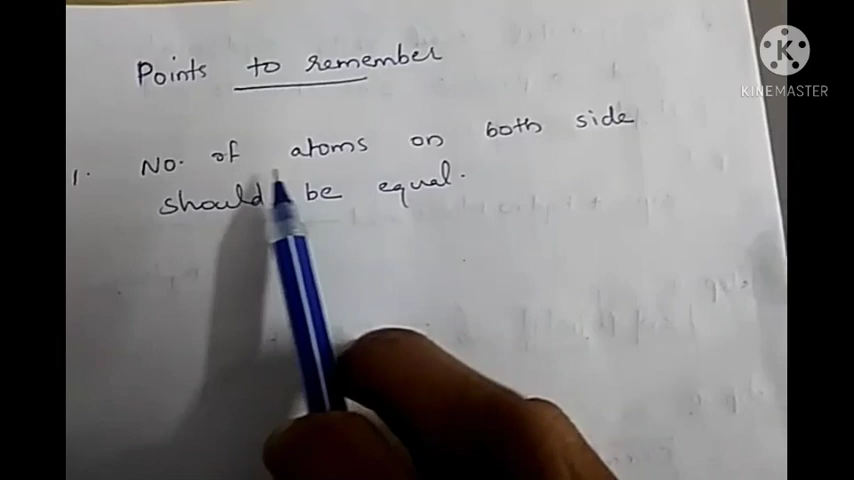 Points to remember
1. No. of atoms on both side
should be equal.
K
KINEMASTER